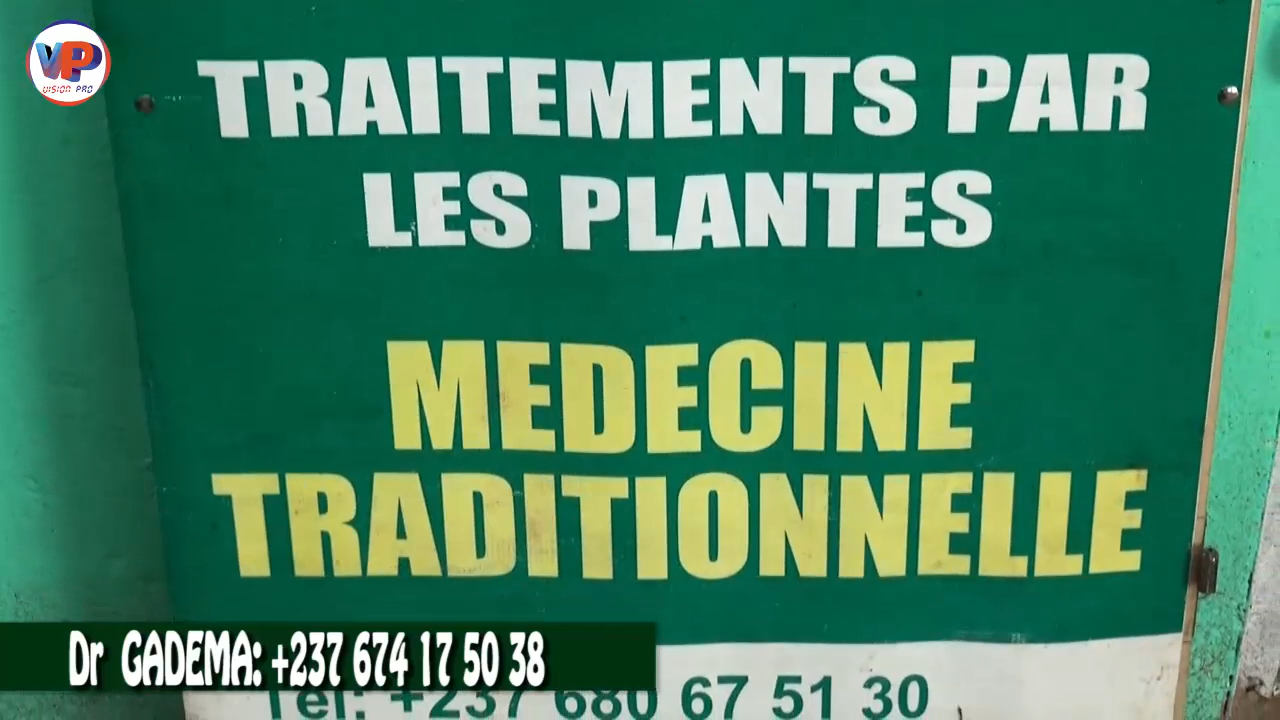 VP
VISION PRO
TRAITEMENTS PAR
LES PLANTES
MEDECINE
TRADITIONNELLE
Dr GADEMA: +237 674 17 50 38
Tel: +237 680 67 51 30